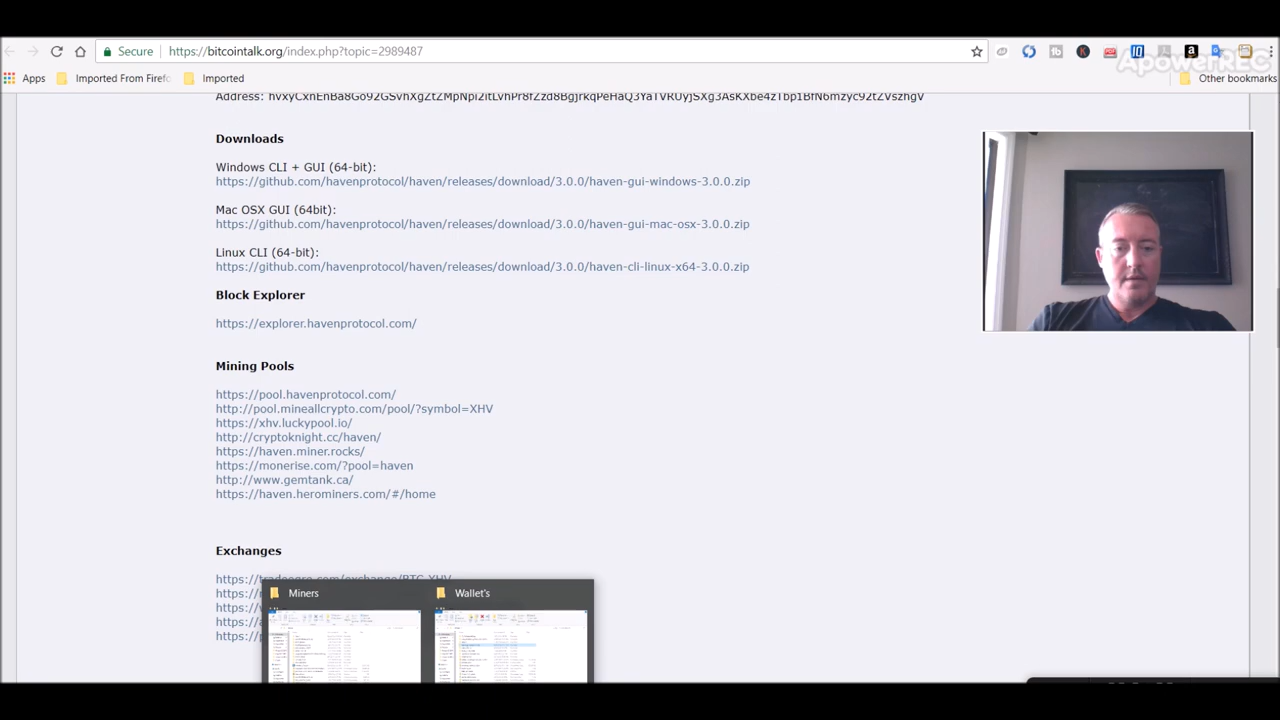 Secure
https://bitcointalk.org/index.php?topic=2989487
ApowerREC
Apps
Imported From Firefo
Imported
Other bookmarks
Address:
Downloads
Windows CLI + GUI (64-bit):
https://github.com/havenprotocol/haven/releases/download/3.0.0/haven-gui-windows-3.0.0.zip
Mac OSX GUI (64bit):
https://github.com/havenprotocol/haven/releases/download/3.0.0/haven-gui-mac-osx-3.0.0.zip
Linux CLI (64-bit):
https://github.com/havenprotocol/haven/releases/download/3.0.0/haven-cli-linux-x64-3.0.0.zip
Block Explorer
https://explorer.havenprotocol.com/
Mining Pools
https://pool.havenprotocol.com/
http://pool.mineallcrypto.com/pool/?symbol=XHV
https://xhv.luckypool.io/
http://cryptoknight.cc/haven/
https://haven.miner.rocks/
https://monerise.com/?pool=haven
http://www.gemtank.ca/
https://haven.herominers.com/#/home
Exchanges
Miners
Wallet's